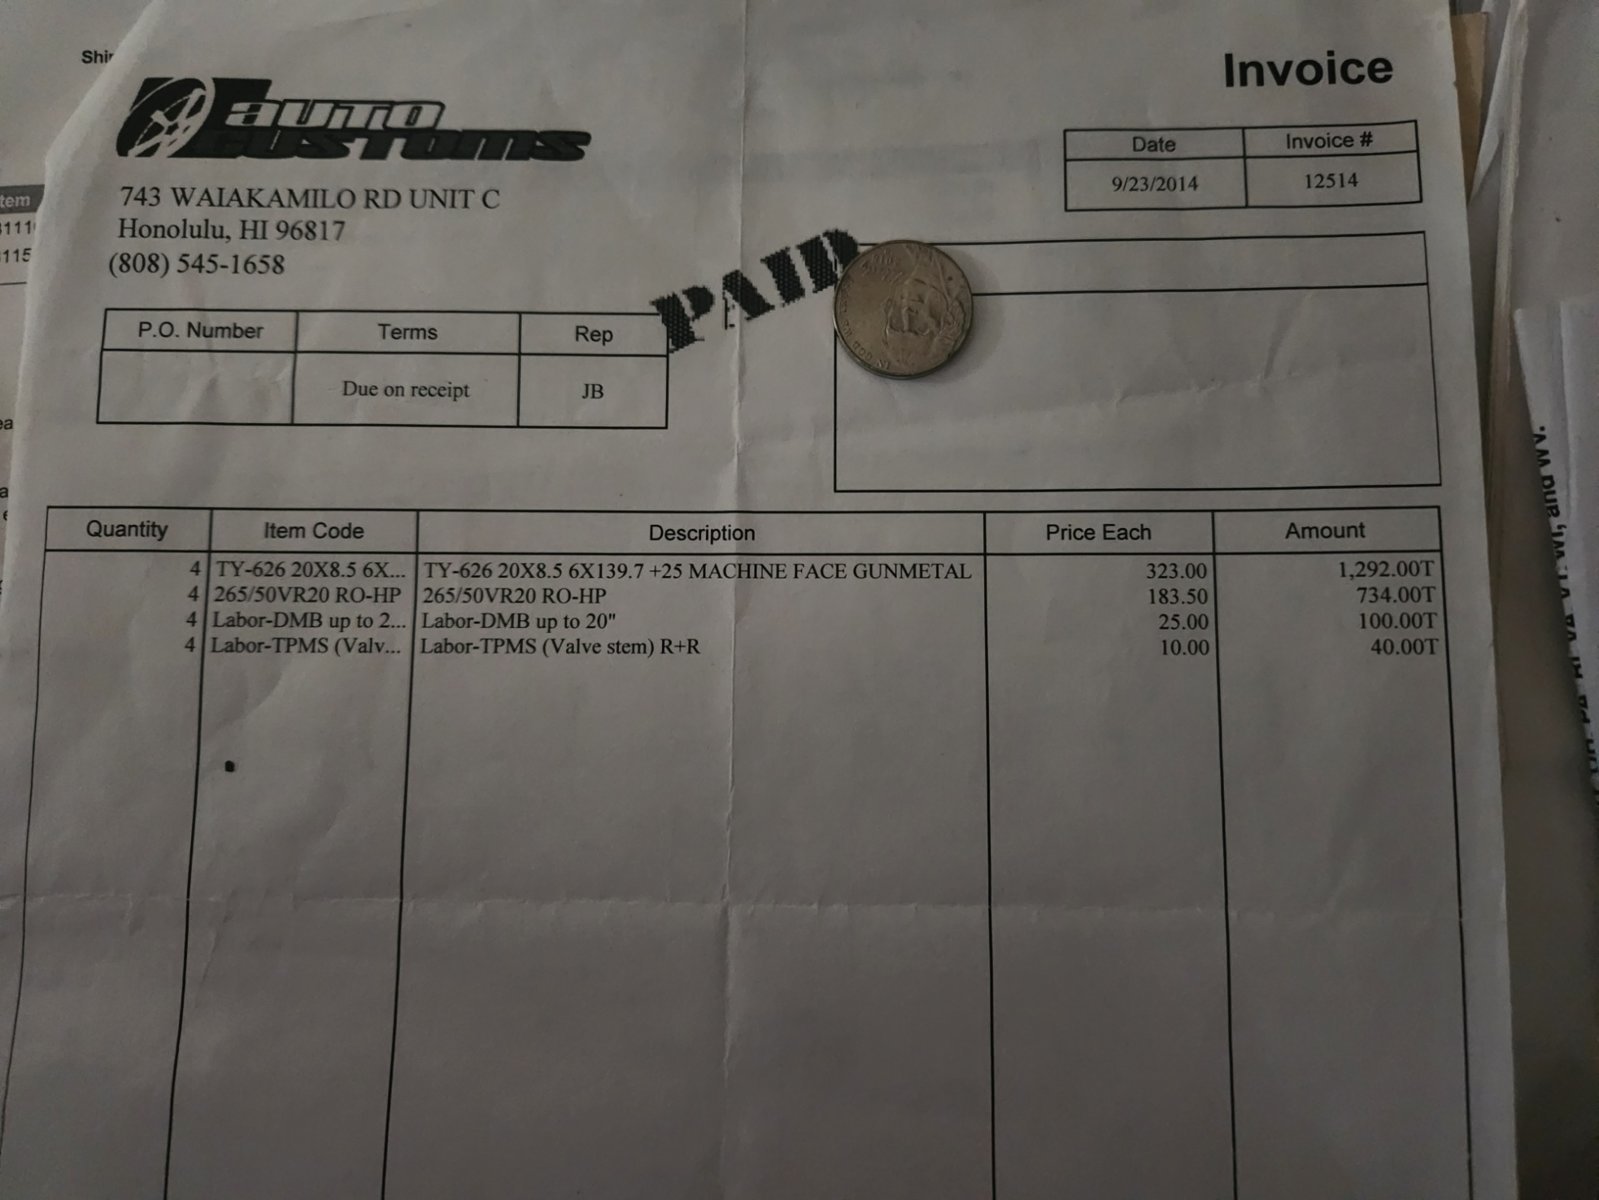 Invoice
AUTO
CUSTOMS
743 WAIAKAMILO RD UNIT C
Honolulu, HI 96817
(808) 545-1658
Date Invoice #
9/23/2014 12514
PAID
P.O. Number Terms Rep
Due on receipt JB
Quantity Item Code Description Price Each Amount
4 TY-626 20X8.5 6X... TY-626 20X8.5 6X139.7 +25 MACHINE FACE GUNMETAL 323.00 1,292.00T
4 265/50VR20 RO-HP 265/50VR20 RO-HP 183.50 734.00T
4 Labor-DMB up to 2... Labor-DMB up to 20" 25.00 100.00T
4 Labor-TPMS (Valv... Labor-TPMS (Valve stem) R+R 10.00 40.00T
and WV.